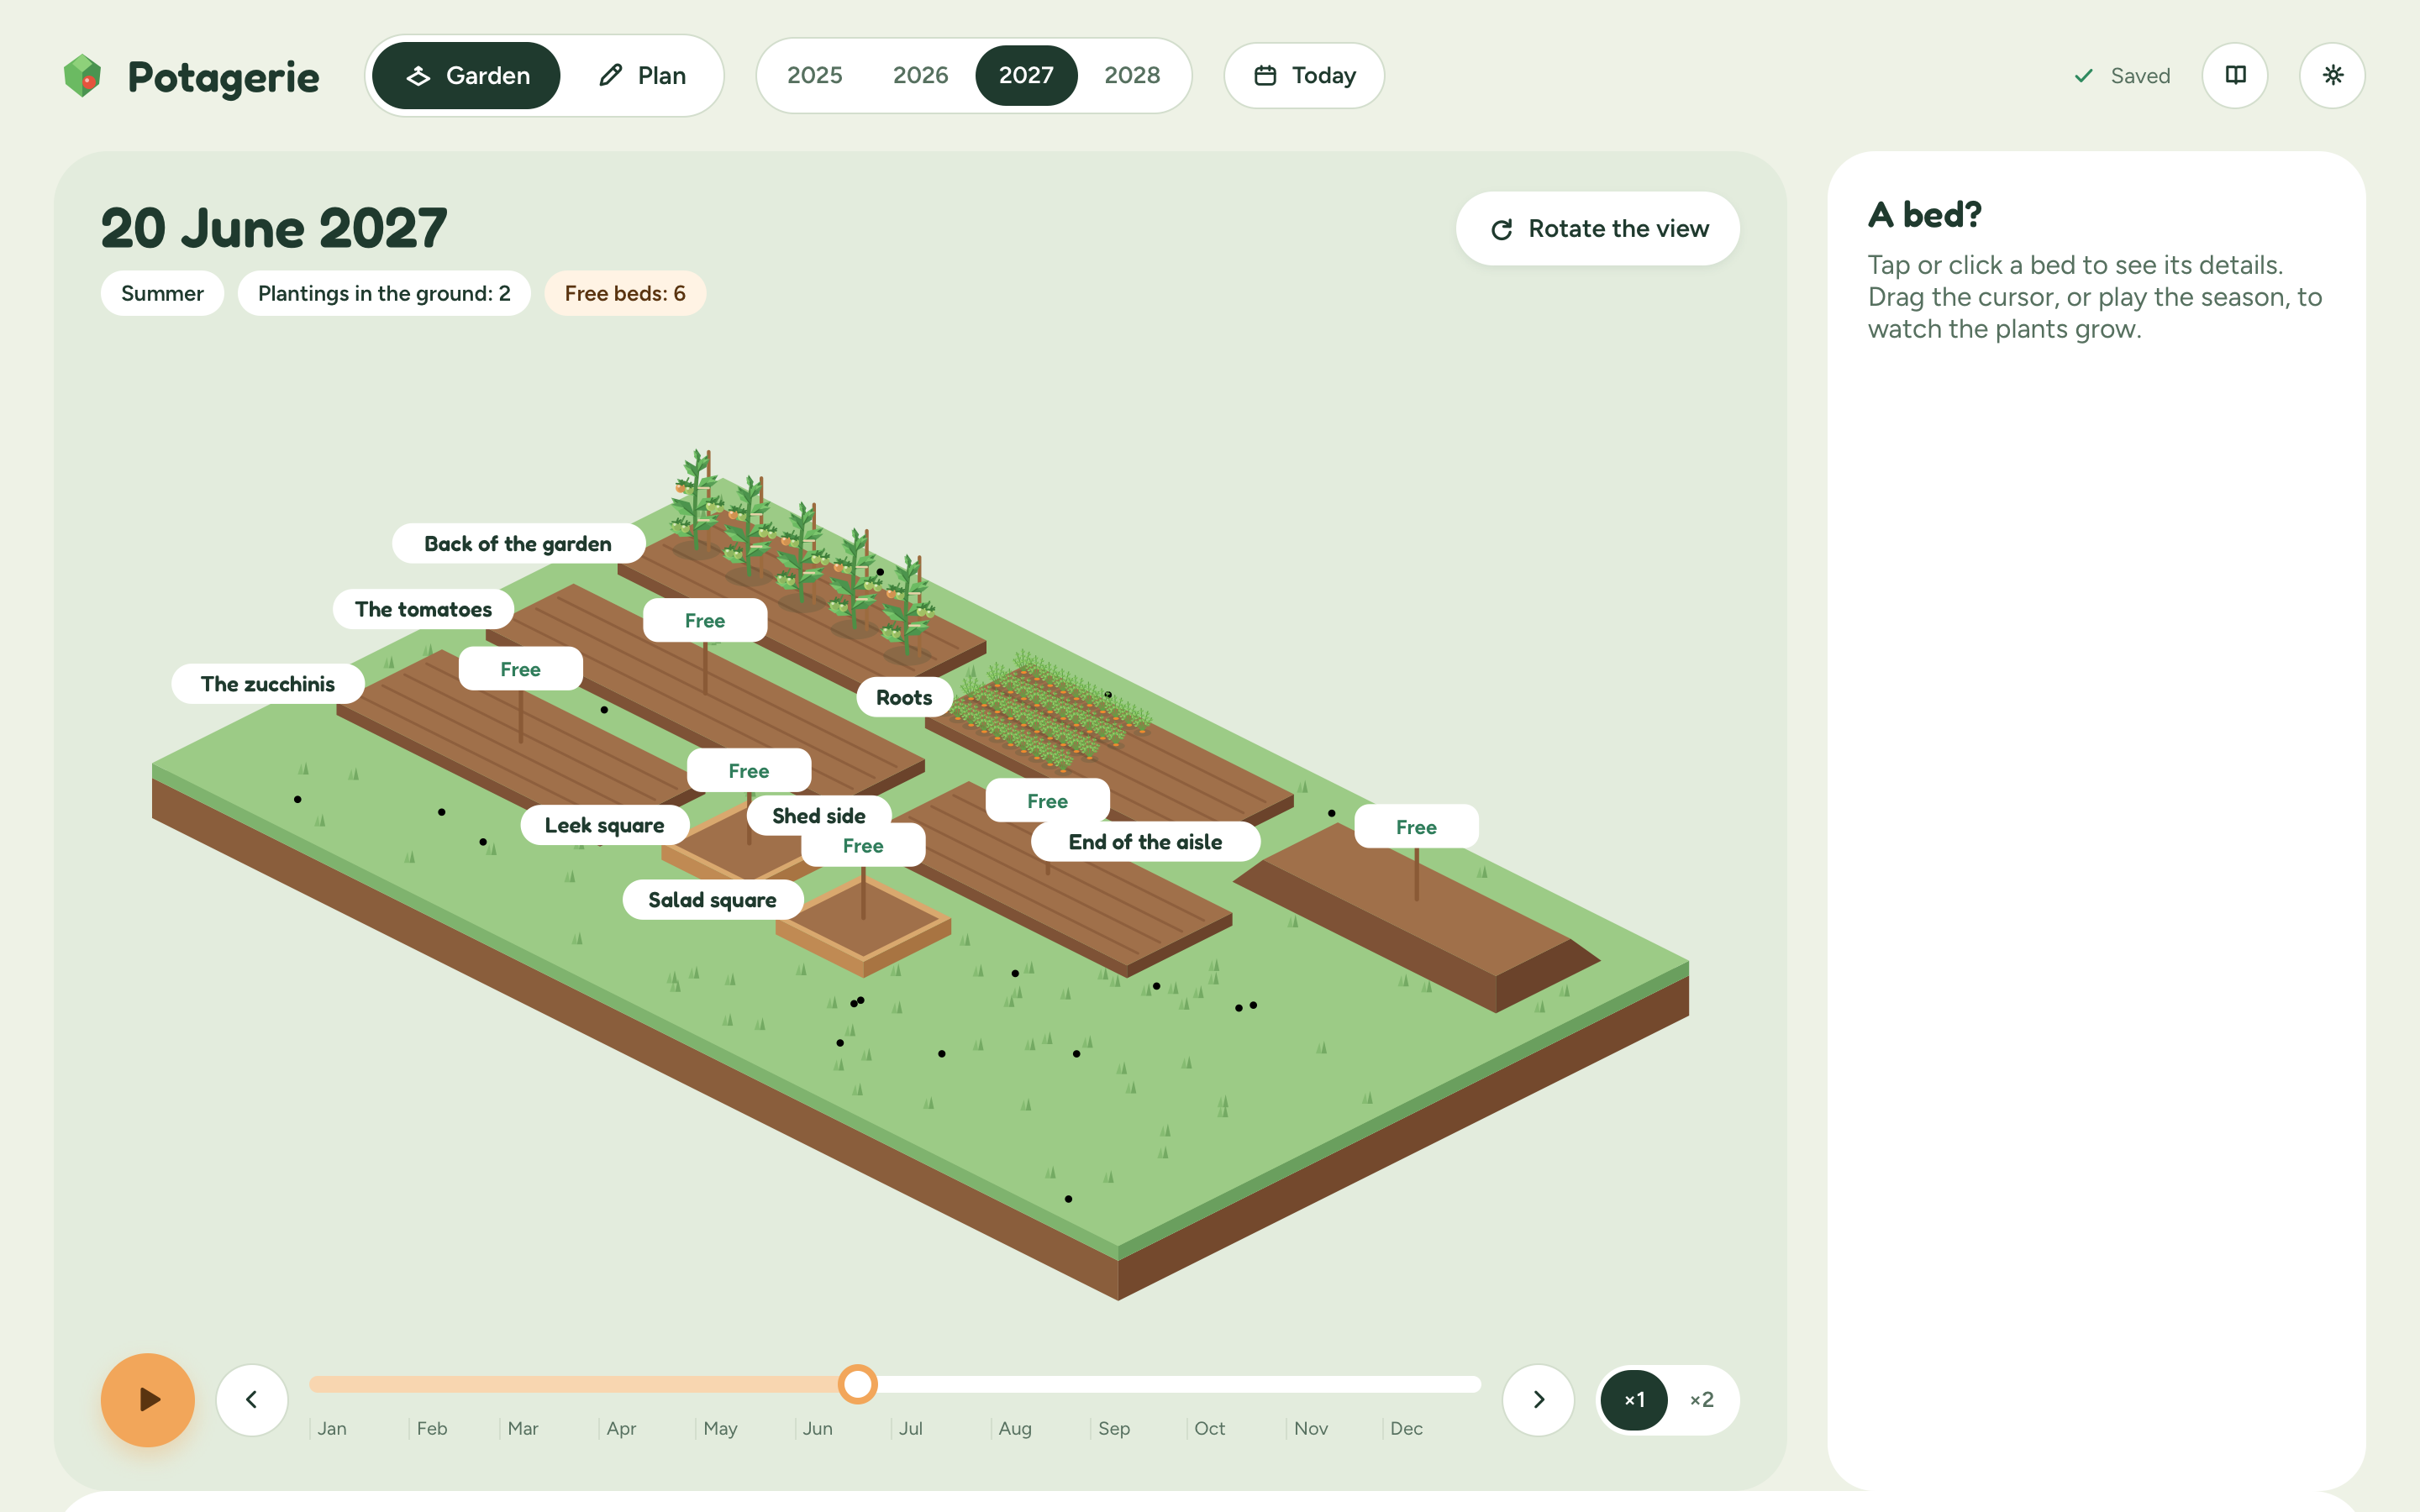 Potagerie
Garden
Plan
2025
2026
2027
2028
Today
Saved
20 June 2027
Rotate the view
Summer
Plantings in the ground: 2
Free beds: 6
A bed?
Tap or click a bed to see its details.
Drag the cursor, or play the season, to
watch the plants grow.
Back of the garden
The tomatoes
Free
Free
The zucchinis
Roots
Free
Free
Shed side
Leek square
Free
End of the aisle
Free
Salad square
Jan
Feb
Mar
Apr
May
Jun
Jul
Aug
Sep
Oct
Nov
Dec
×1
×2